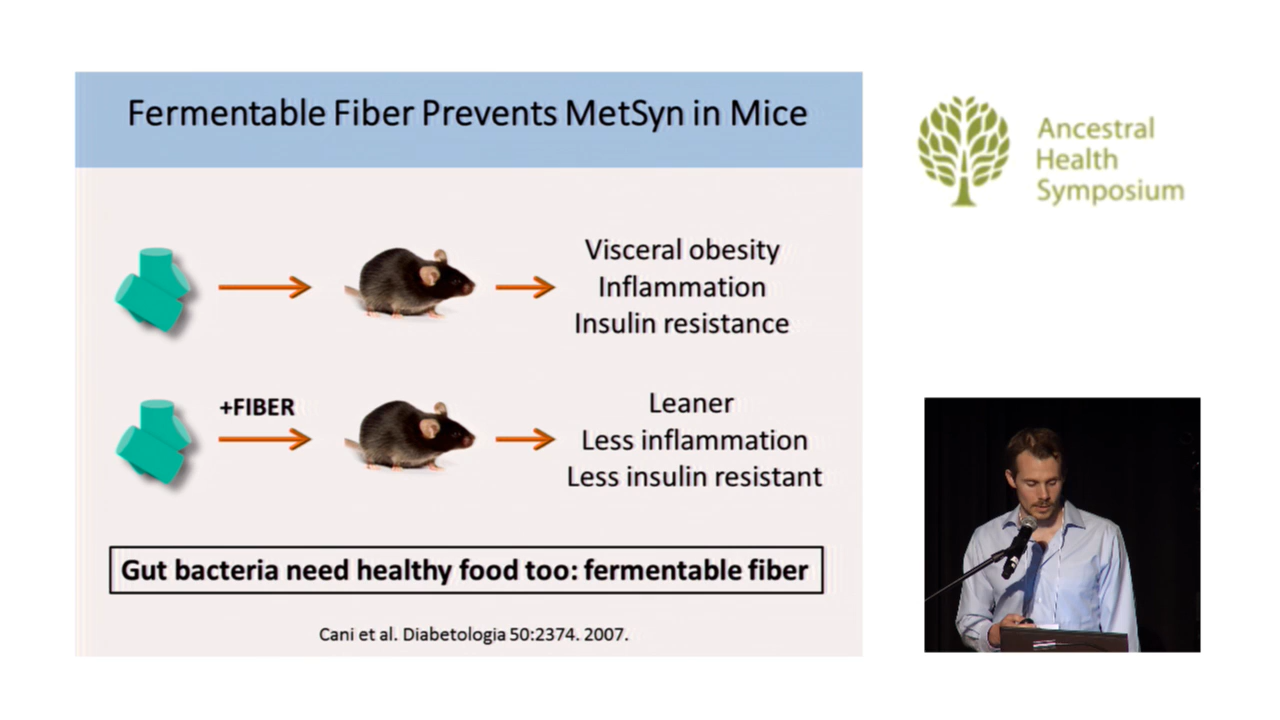 Fermentable Fiber Prevents MetSyn in Mice
Visceral obesity
Inflammation
Insulin resistance
+FIBER
Leaner
Less inflammation
Less insulin resistant
Gut bacteria need healthy food too: fermentable fiber
Cani et al. Diabetologia 50:2374. 2007.
Ancestral
Health
Symposium